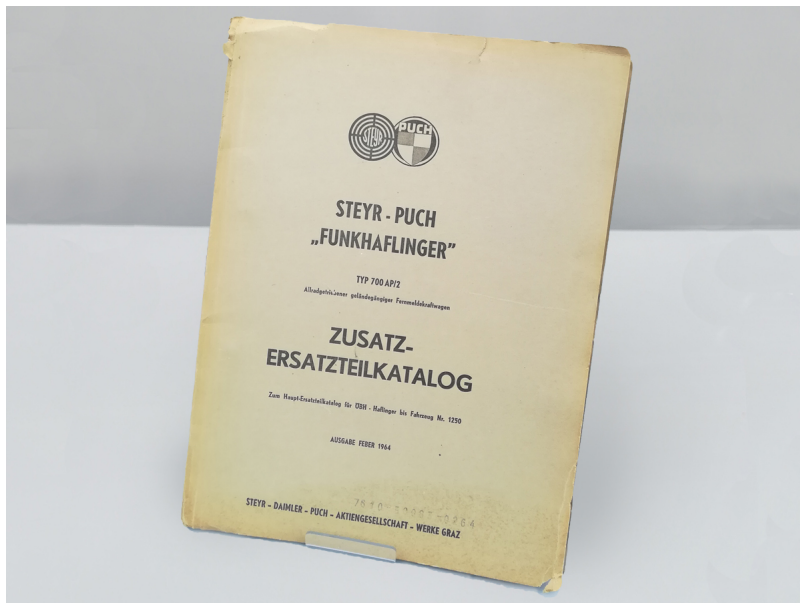 STEYR
PUCH
STEYR - PUCH
„FUNKHAFLINGER”
TYP 700 AP/2
Allradgetriebener geländegängiger Fernmeldekraftwagen
ZUSATZ-
ERSATZTEILKATALOG
Zum Haupt-Ersatzteilkatalog für ÖBH - Haflinger bis Fahrzeug Nr. 1250
AUSGABE FEBER 1964
STEYR - DAIMLER - PUCH - AKTIENGESELLSCHAFT - WERKE GRAZ